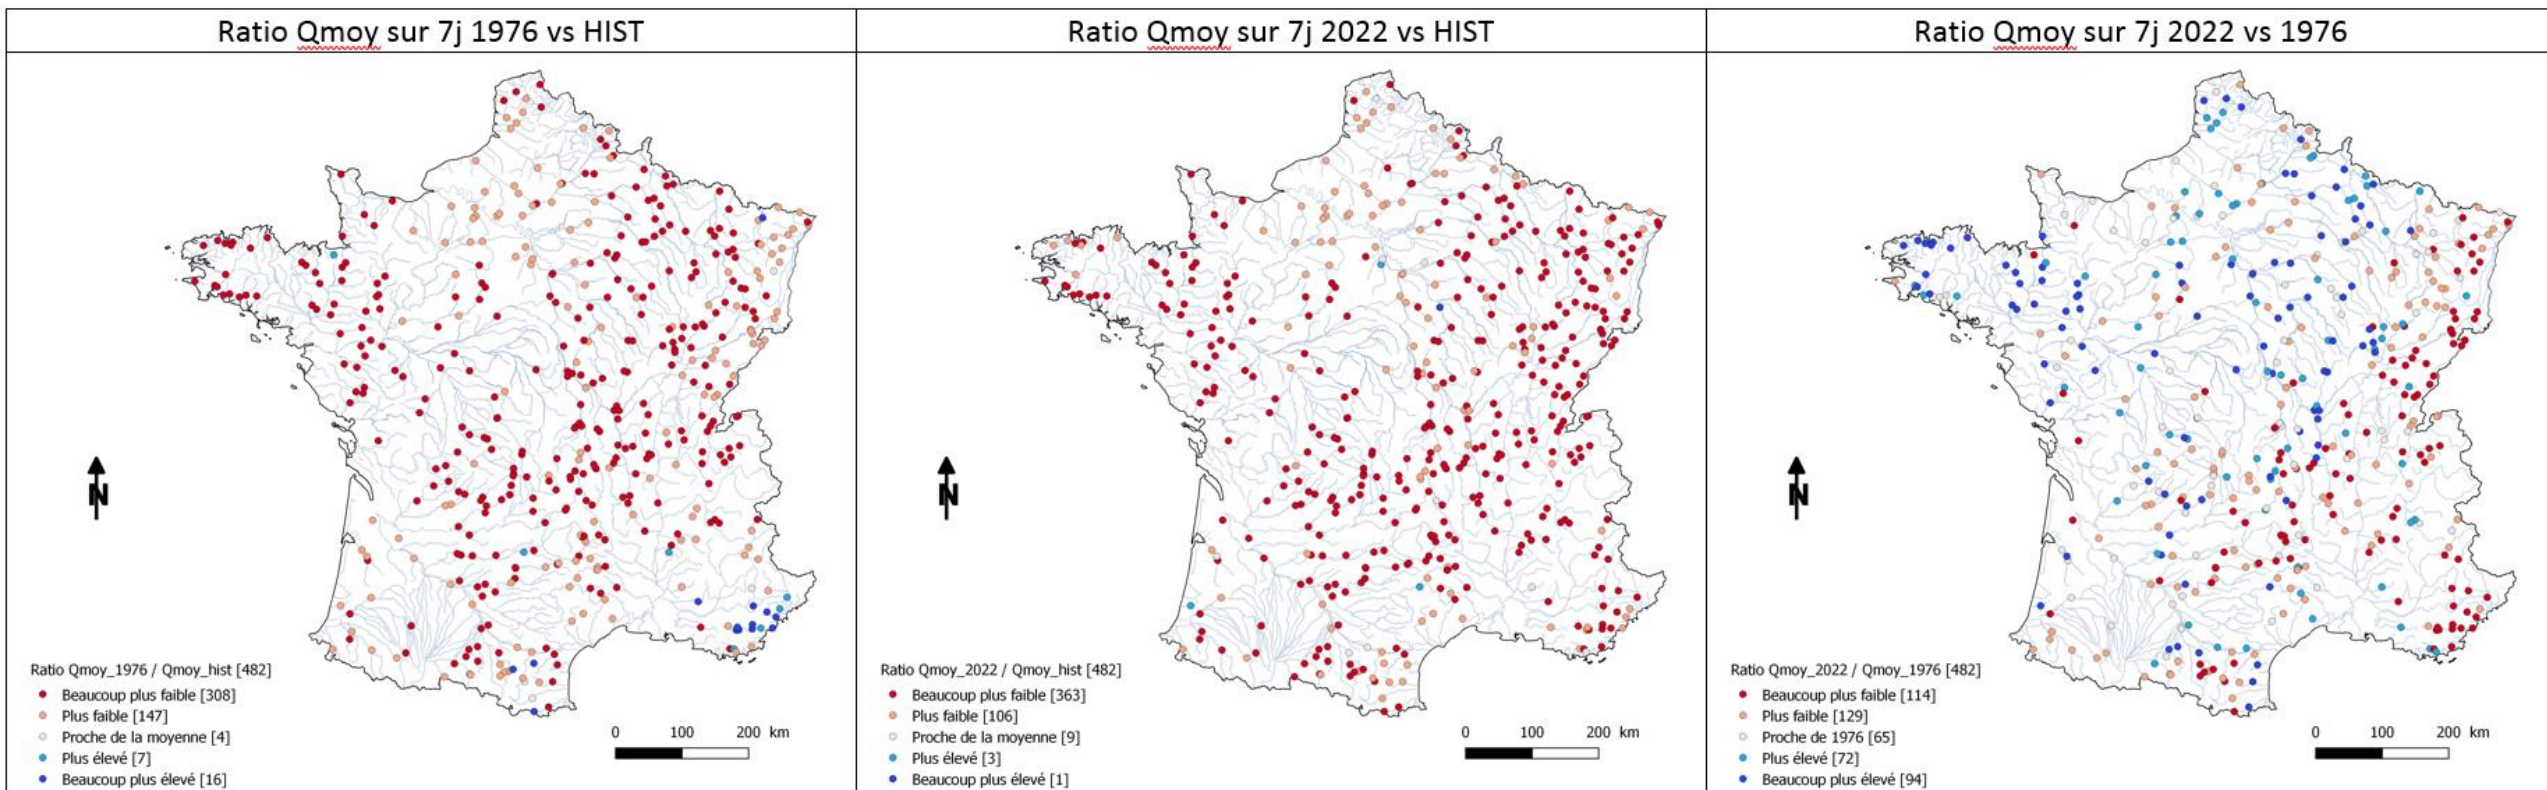 Ratio Qmoy sur 7j 1976 vs HIST
Ratio Qmoy sur 7j 2022 vs HIST
Ratio Qmoy sur 7j 2022 vs 1976
N
Ratio Qmoy_1976 / Qmoy_hist [482]
Beaucoup plus faible [308]
Plus faible [147]
Proche de la moyenne [4]
Plus élevé [7]
Beaucoup plus élevé [16]
0 100 200 km
N
Ratio Qmoy_2022 / Qmoy_hist [482]
Beaucoup plus faible [363]
Plus faible [106]
Proche de la moyenne [9]
Plus élevé [3]
Beaucoup plus élevé [1]
0 100 200 km
N
Ratio Qmoy_2022 / Qmoy_1976 [482]
Beaucoup plus faible [114]
Plus faible [129]
Proche de 1976 [65]
Plus élevé [72]
Beaucoup plus élevé [94]
0 100 200 km